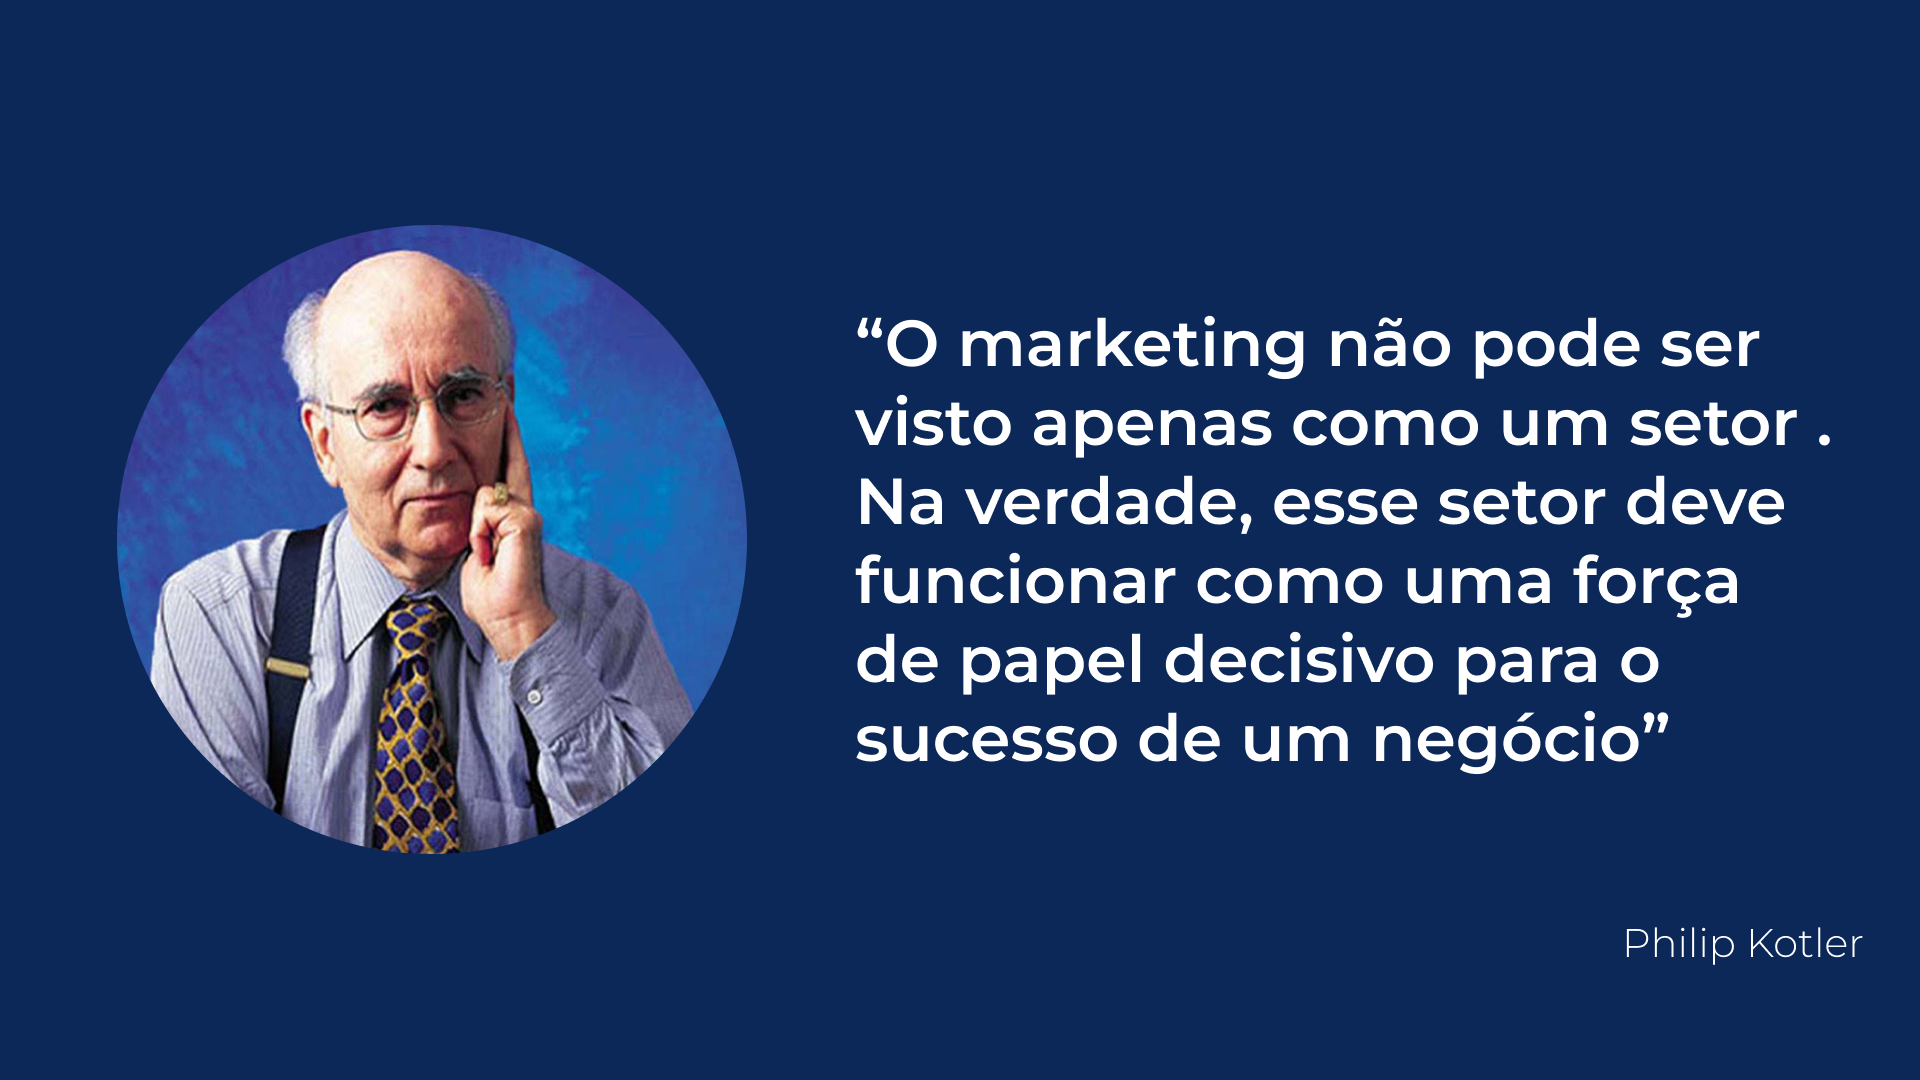 “O marketing não pode ser
visto apenas como um setor .
Na verdade, esse setor deve
funcionar como uma força
de papel decisivo para o
sucesso de um negócio”
Philip Kotler